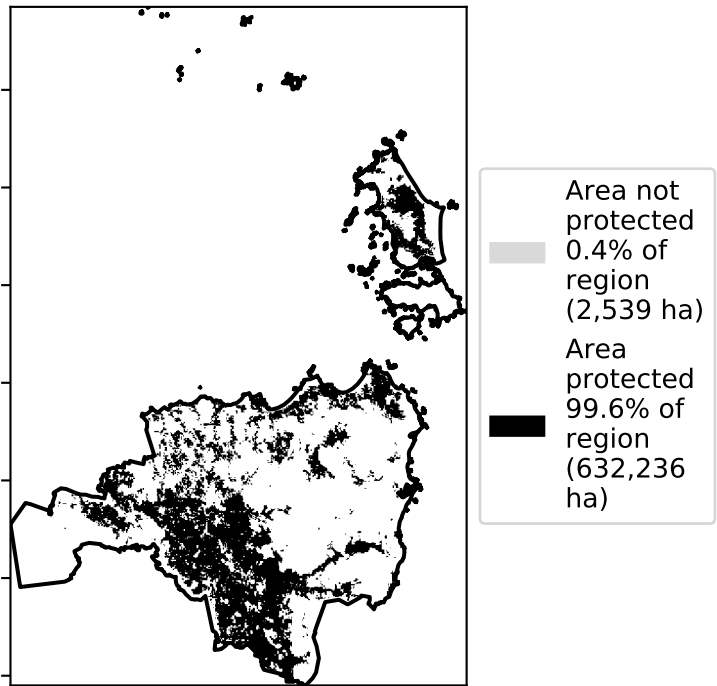 Area not
protected
0.4% of
region
(2,539 ha)
Area
protected
99.6% of
region
(632,236
ha)